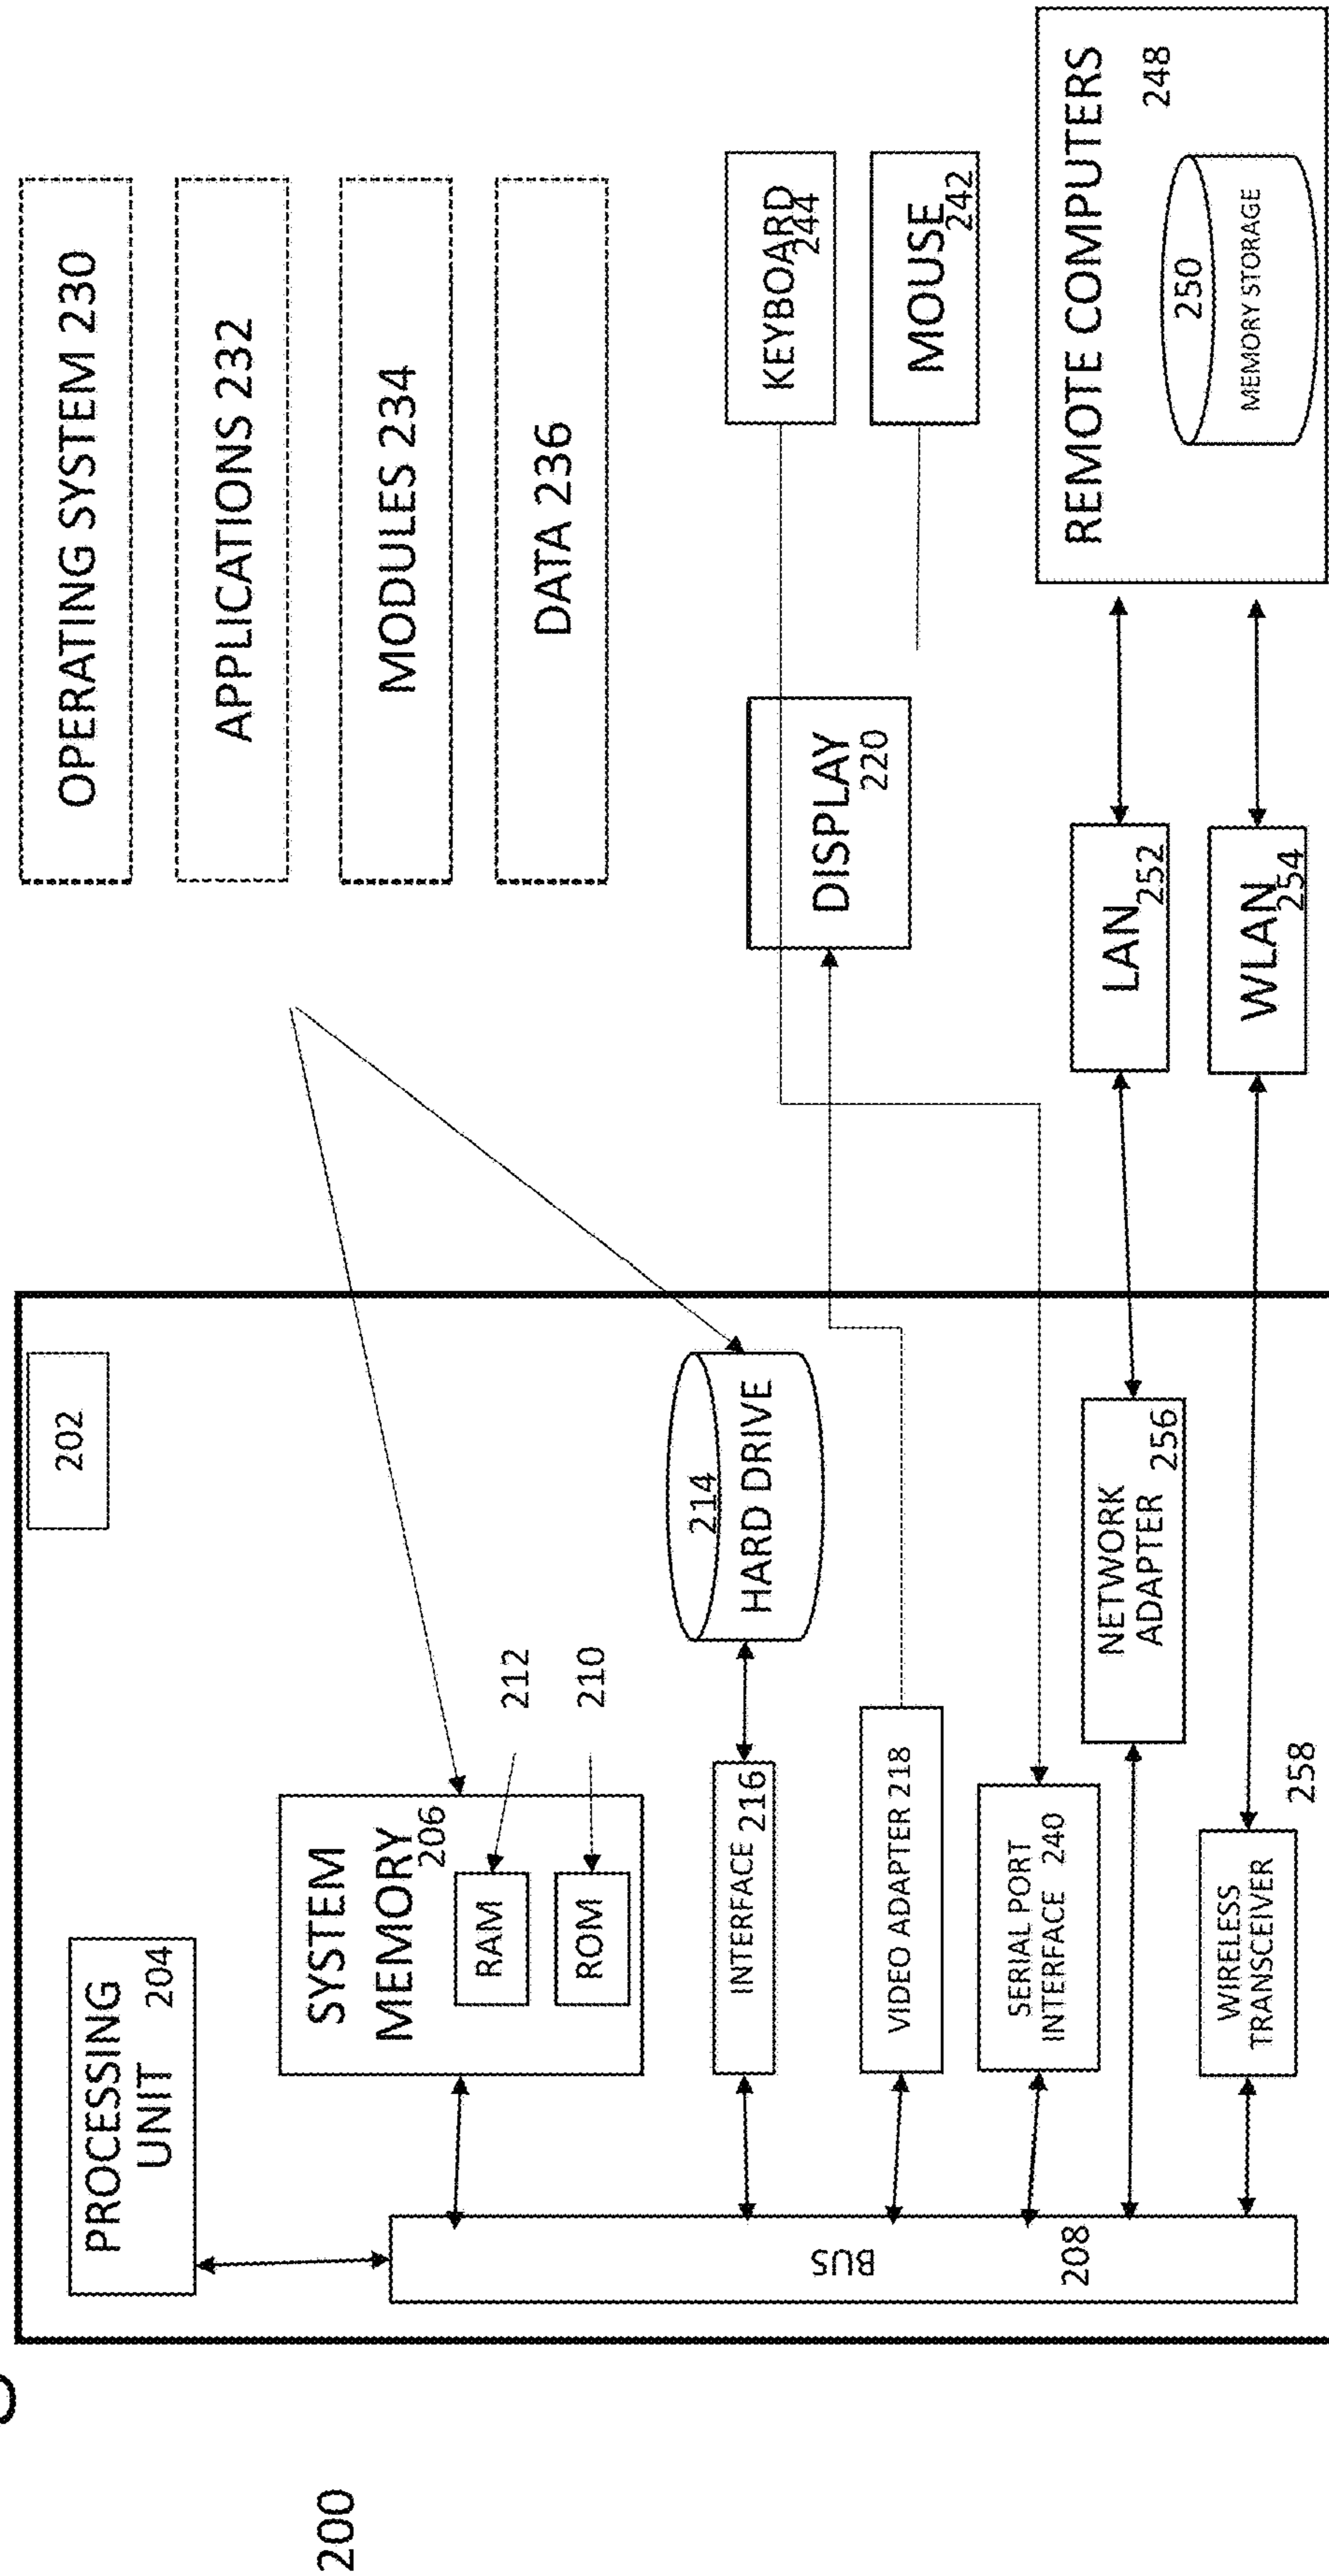 200
202
PROCESSING
UNIT 204
SYSTEM
MEMORY
206
RAM
212
ROM
210
BUS
208
INTERFACE 216
214
HARD DRIVE
VIDEO ADAPTER 218
SERIAL PORT
INTERFACE 240
NETWORK
ADAPTER 256
WIRELESS
TRANSCEIVER
258
OPERATING SYSTEM 230
APPLICATIONS 232
MODULES 234
DATA 236
KEYBOARD
244
MOUSE
242
DISPLAY
220
LAN
252
WLAN
254
REMOTE COMPUTERS
248
250
MEMORY STORAGE